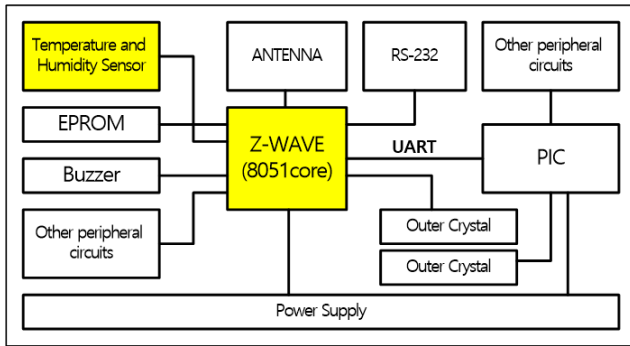 Temperature and
Humidity Sensor
ANTENNA
RS-232
Other peripheral
circuits
EPROM
Z-WAVE
(8051core)
UART
PIC
Buzzer
Other peripheral
circuits
Outer Crystal
Outer Crystal
Power Supply